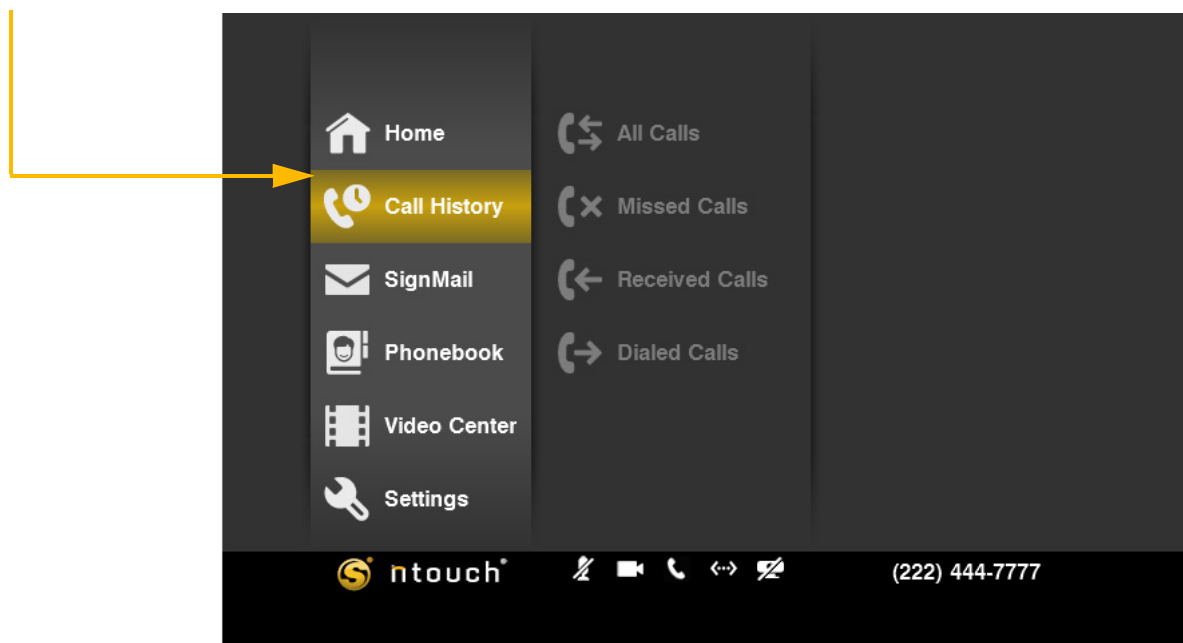 Home
All Calls
Call History
Missed Calls
SignMail
Received Calls
Phonebook
Dialed Calls
Video Center
Settings
S ntouch® (222) 444-7777